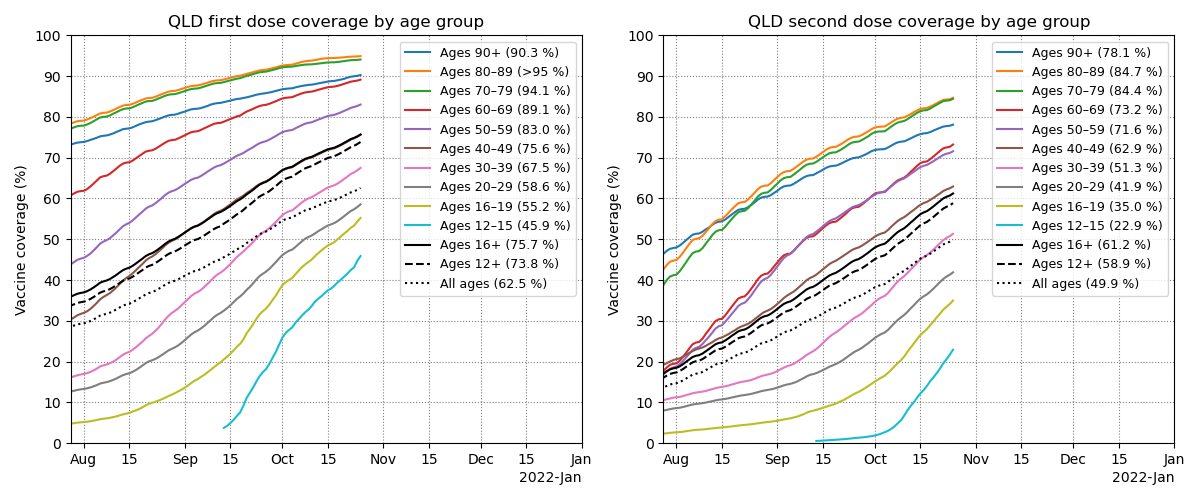 QLD first dose coverage by age group
Vaccine coverage (%)
100
90
80
70
60
50
40
30
20
10
0
Ages 90+ (90.3 %)
Ages 80–89 (>95 %)
Ages 70–79 (94.1 %)
Ages 60–69 (89.1 %)
Ages 50–59 (83.0 %)
Ages 40–49 (75.6 %)
Ages 30–39 (67.5 %)
Ages 20–29 (58.6 %)
Ages 16–19 (55.2 %)
Ages 12–15 (45.9 %)
Ages 16+ (75.7 %)
Ages 12+ (73.8 %)
All ages (62.5 %)
Aug 15 Sep 15 Oct 15 Nov 15 Dec 15 Jan
2022-Jan
QLD second dose coverage by age group
Vaccine coverage (%)
100
90
80
70
60
50
40
30
20
10
0
Ages 90+ (78.1 %)
Ages 80–89 (84.7 %)
Ages 70–79 (84.4 %)
Ages 60–69 (73.2 %)
Ages 50–59 (71.6 %)
Ages 40–49 (62.9 %)
Ages 30–39 (51.3 %)
Ages 20–29 (41.9 %)
Ages 16–19 (35.0 %)
Ages 12–15 (22.9 %)
Ages 16+ (61.2 %)
Ages 12+ (58.9 %)
All ages (49.9 %)
Aug 15 Sep 15 Oct 15 Nov 15 Dec 15 Jan
2022-Jan